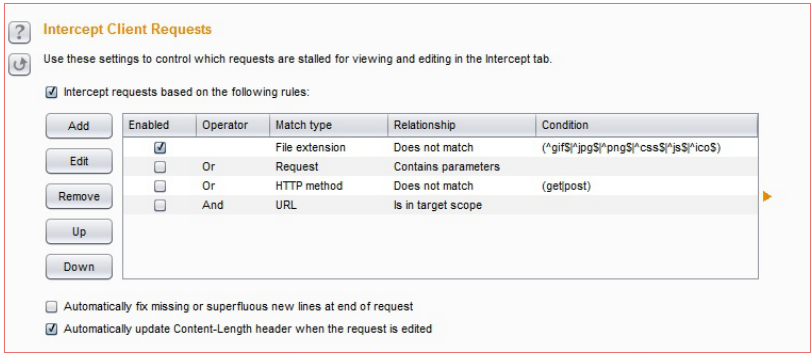 Intercept Client Requests
Use these settings to control which requests are stalled for viewing and editing in the Intercept tab.
Intercept requests based on the following rules:
Add
Edit
Remove
Up
Down
Enabled Operator Match type Relationship Condition
File extension Does not match (^gif$|^jpg$|^png$|^css$|^js$|^ico$)
Or Request Contains parameters
Or HTTP method Does not match (get|post)
And URL Is in target scope
Automatically fix missing or superfluous new lines at end of request
Automatically update Content-Length header when the request is edited